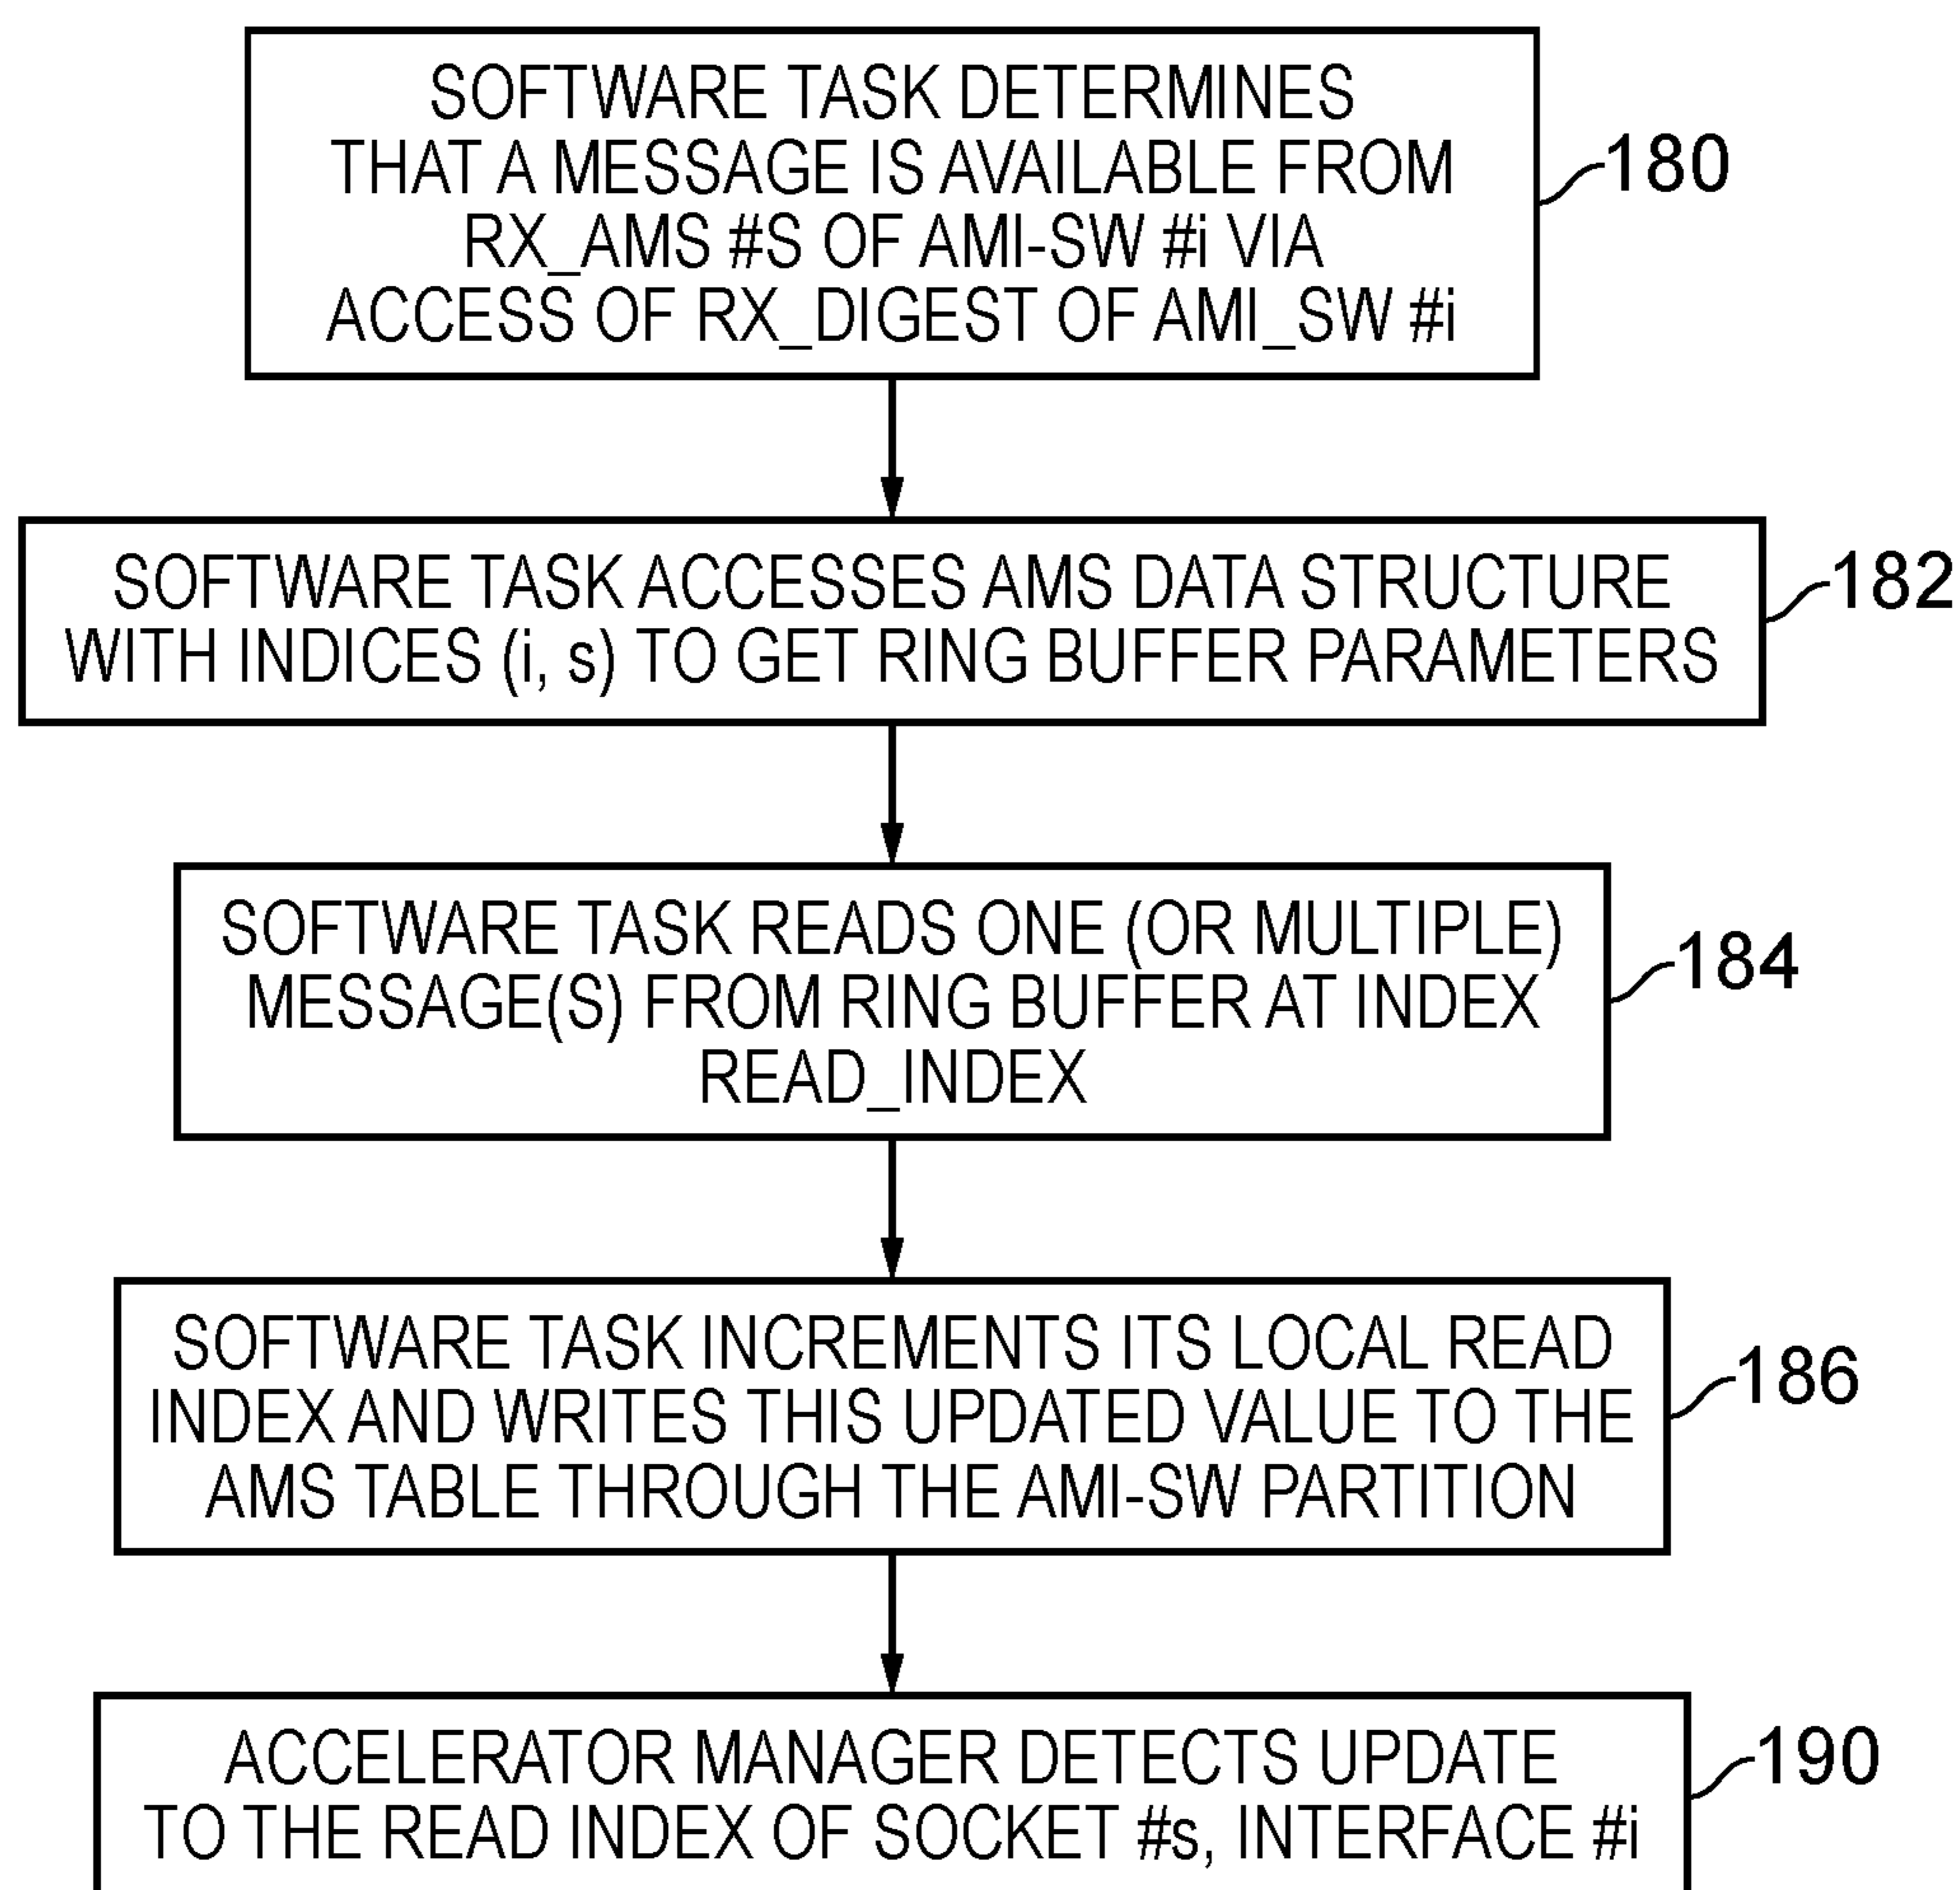 SOFTWARE TASK DETERMINES
THAT A MESSAGE IS AVAILABLE FROM
RX_AMS #S OF AMI-SW #i VIA
ACCESS OF RX_DIGEST OF AMI_SW #i
180
SOFTWARE TASK ACCESSES AMS DATA STRUCTURE
WITH INDICES (i, s) TO GET RING BUFFER PARAMETERS
182
SOFTWARE TASK READS ONE (OR MULTIPLE)
MESSAGE(S) FROM RING BUFFER AT INDEX
READ_INDEX
184
SOFTWARE TASK INCREMENTS ITS LOCAL READ
INDEX AND WRITES THIS UPDATED VALUE TO THE
AMS TABLE THROUGH THE AMI-SW PARTITION
186
ACCELERATOR MANAGER DETECTS UPDATE
TO THE READ INDEX OF SOCKET #s, INTERFACE #i
190